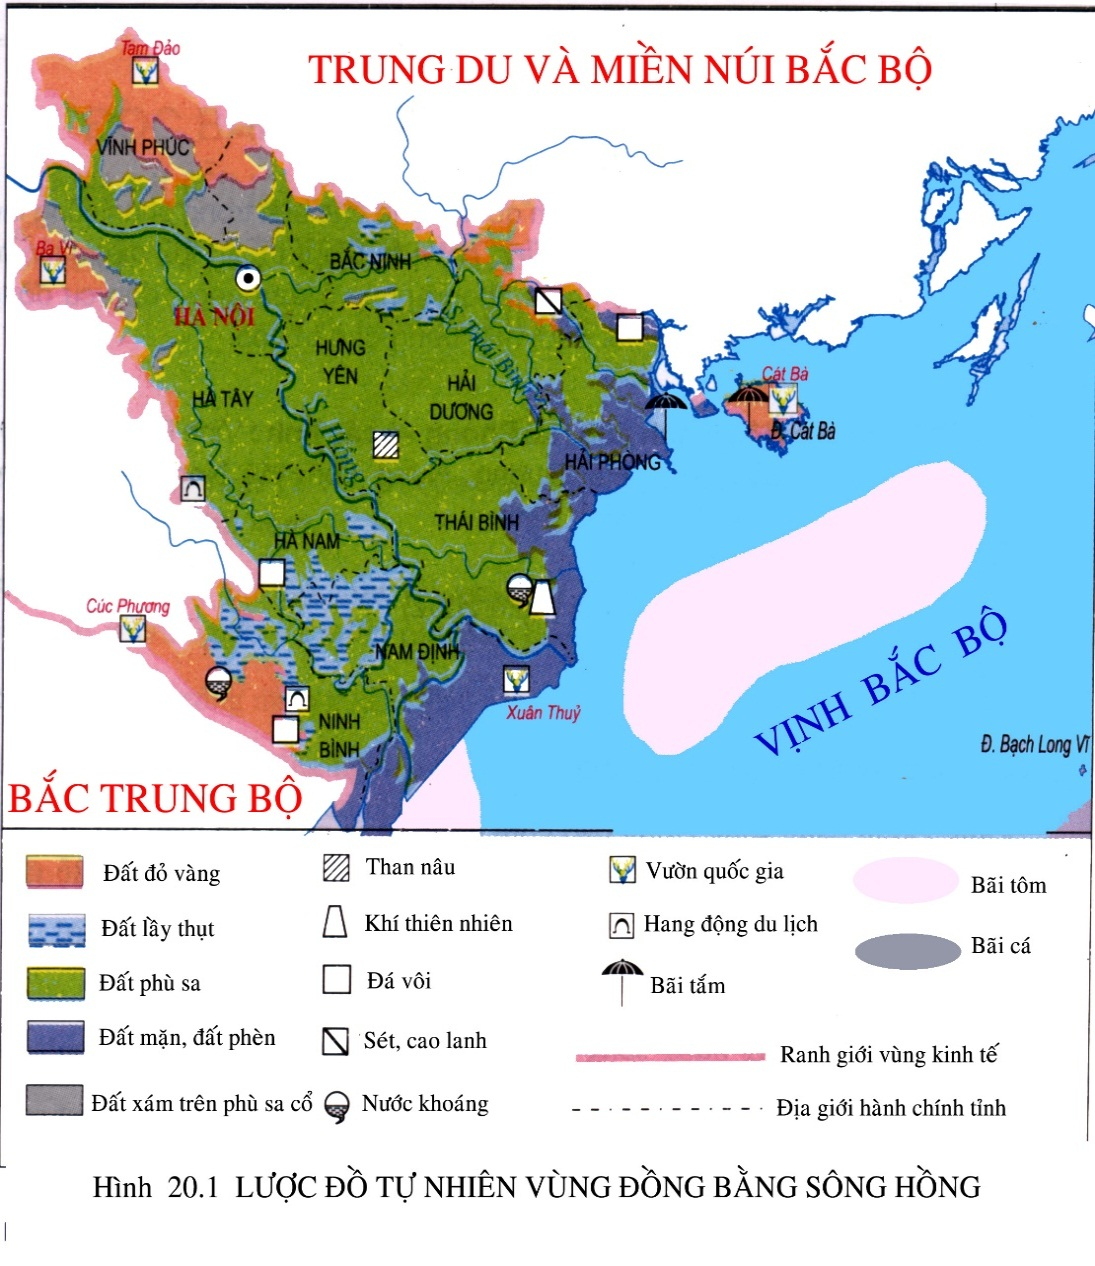 Tam Đảo
TRUNG DU VÀ MIỀN NÚI BẮC BỘ
VĨNH PHÚC
Ba Vì
BẮC NINH
HÀ NỘI
S. Thái Bình
HƯNG
YÊN
HÀ TÂY
HẢI
DƯƠNG
Cát Bà
Đ. Cát Bà
S. Hồng
HẢI PHÒNG
THÁI BÌNH
HÀ NAM
Cúc Phương
NAM ĐỊNH
Xuân Thuỷ
VỊNH BẮC BỘ
NINH
BÌNH
Đ. Bạch Long Vĩ
BẮC TRUNG BỘ
Đất đỏ vàng
Đất lầy thụt
Đất phù sa
Đất mặn, đất phèn
Đất xám trên phù sa cổ
Than nâu
Khí thiên nhiên
Đá vôi
Sét, cao lanh
Nước khoáng
Vườn quốc gia
Hang động du lịch
Bãi tắm
Bãi tôm
Bãi cá
Ranh giới vùng kinh tế
Địa giới hành chính tỉnh
Hình 20.1 LƯỢC ĐỒ TỰ NHIÊN VÙNG ĐỒNG BẰNG SÔNG HỒNG